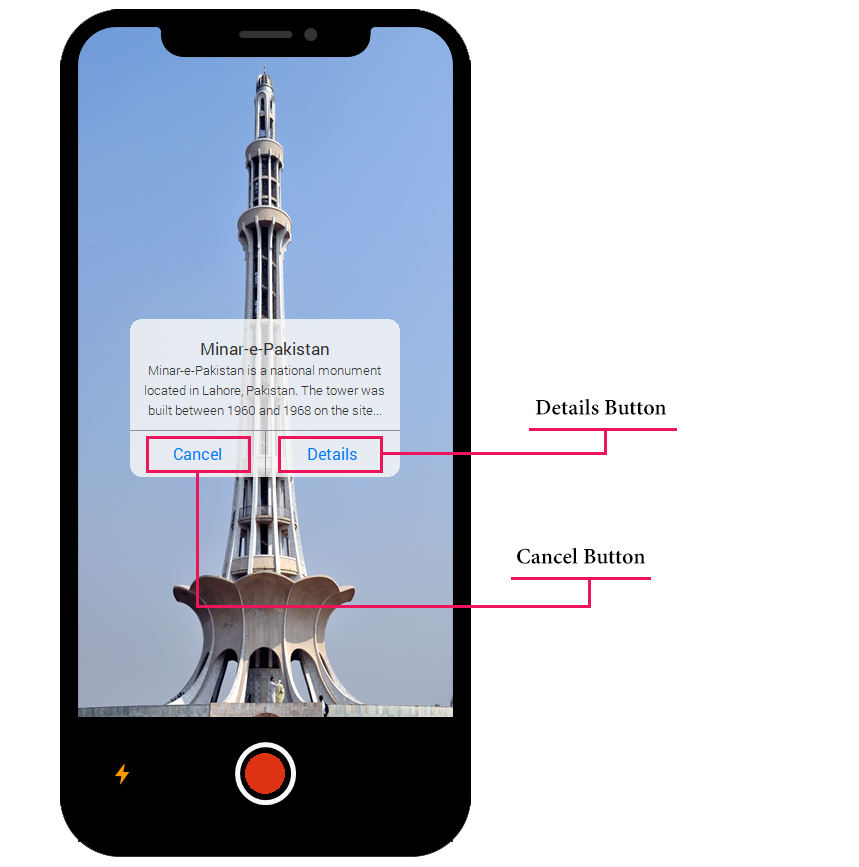 Minar-e-Pakistan
Minar-e-Pakistan is a national monument
located in Lahore, Pakistan. The tower was
built between 1960 and 1968 on the site...
Cancel
Details
Details Button
Cancel Button